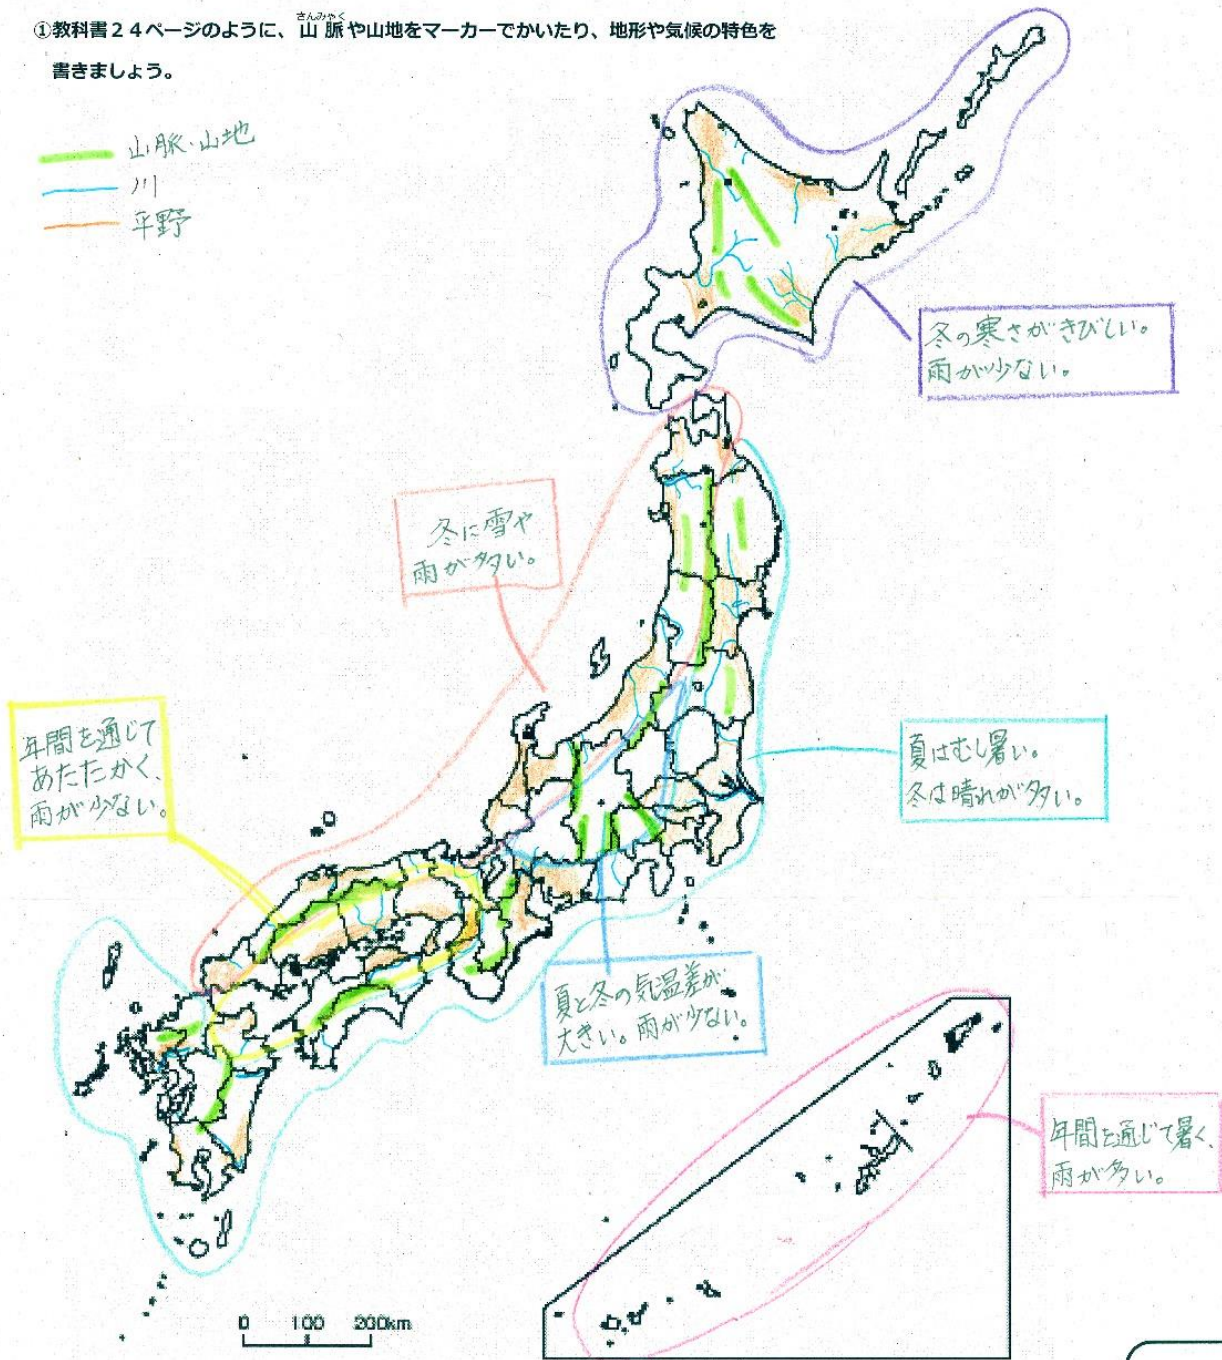 ①教科書２４ページのように、山脈や山地をマーカーでかいたり、地形や気候の特色を
さんみゃく
書きましょう。
山脈・山地
川
平野
冬の寒さがきびしい。
雨が少ない。
冬に雪や
雨が多い。
年間を通じて
あたたかく、
雨が少ない。
夏はむし暑い。
冬は晴れが多い。
夏と冬の気温差が
大きい。雨が少ない。
年間を通じて暑く、
雨が多い。
0 100 200km